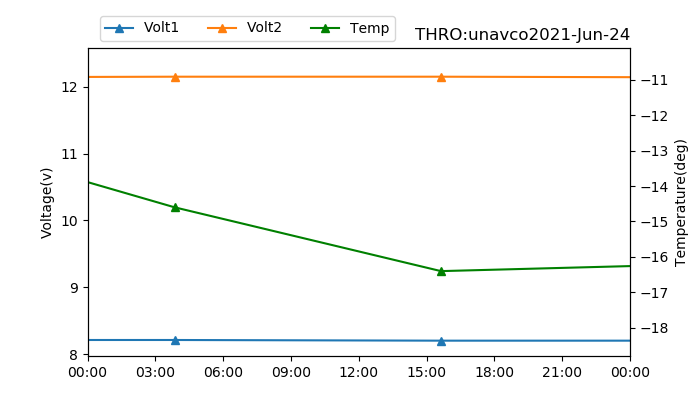 Volt1 Volt2 Temp
THRO:unavco2021-Jun-24
12
11
10
9
8
Voltage(v)
−11
−12
−13
−14
−15
−16
−17
−18
Temperature(deg)
00:00 03:00 06:00 09:00 12:00 15:00 18:00 21:00 00:00